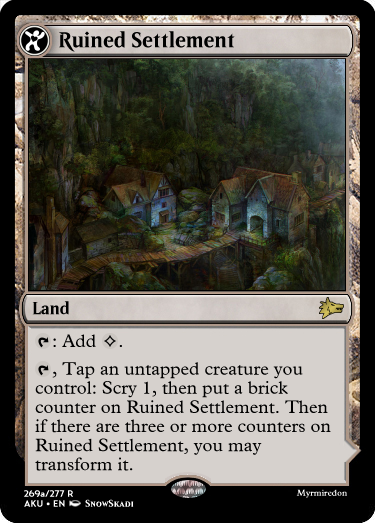 Ruined Settlement
Land
: Add .
, Tap an untapped creature you
control: Scry 1, then put a brick
counter on Ruined Settlement. Then
if there are three or more counters on
Ruined Settlement, you may
transform it.
269a/277 R
Myrmiredon
AKU • EN SnowSkadi